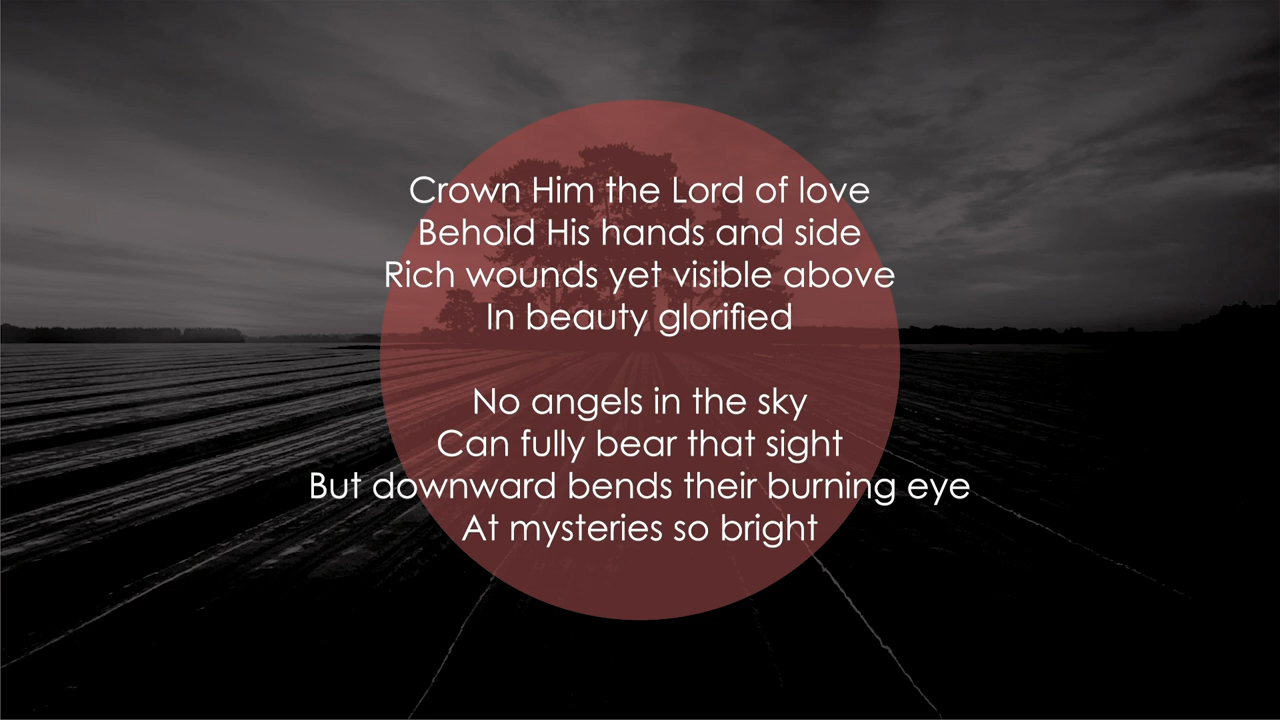 Crown Him the Lord of love
Behold His hands and side
Rich wounds yet visible above
In beauty glorified
No angels in the sky
Can fully bear that sight
But downward bends their burning eye
At mysteries so bright